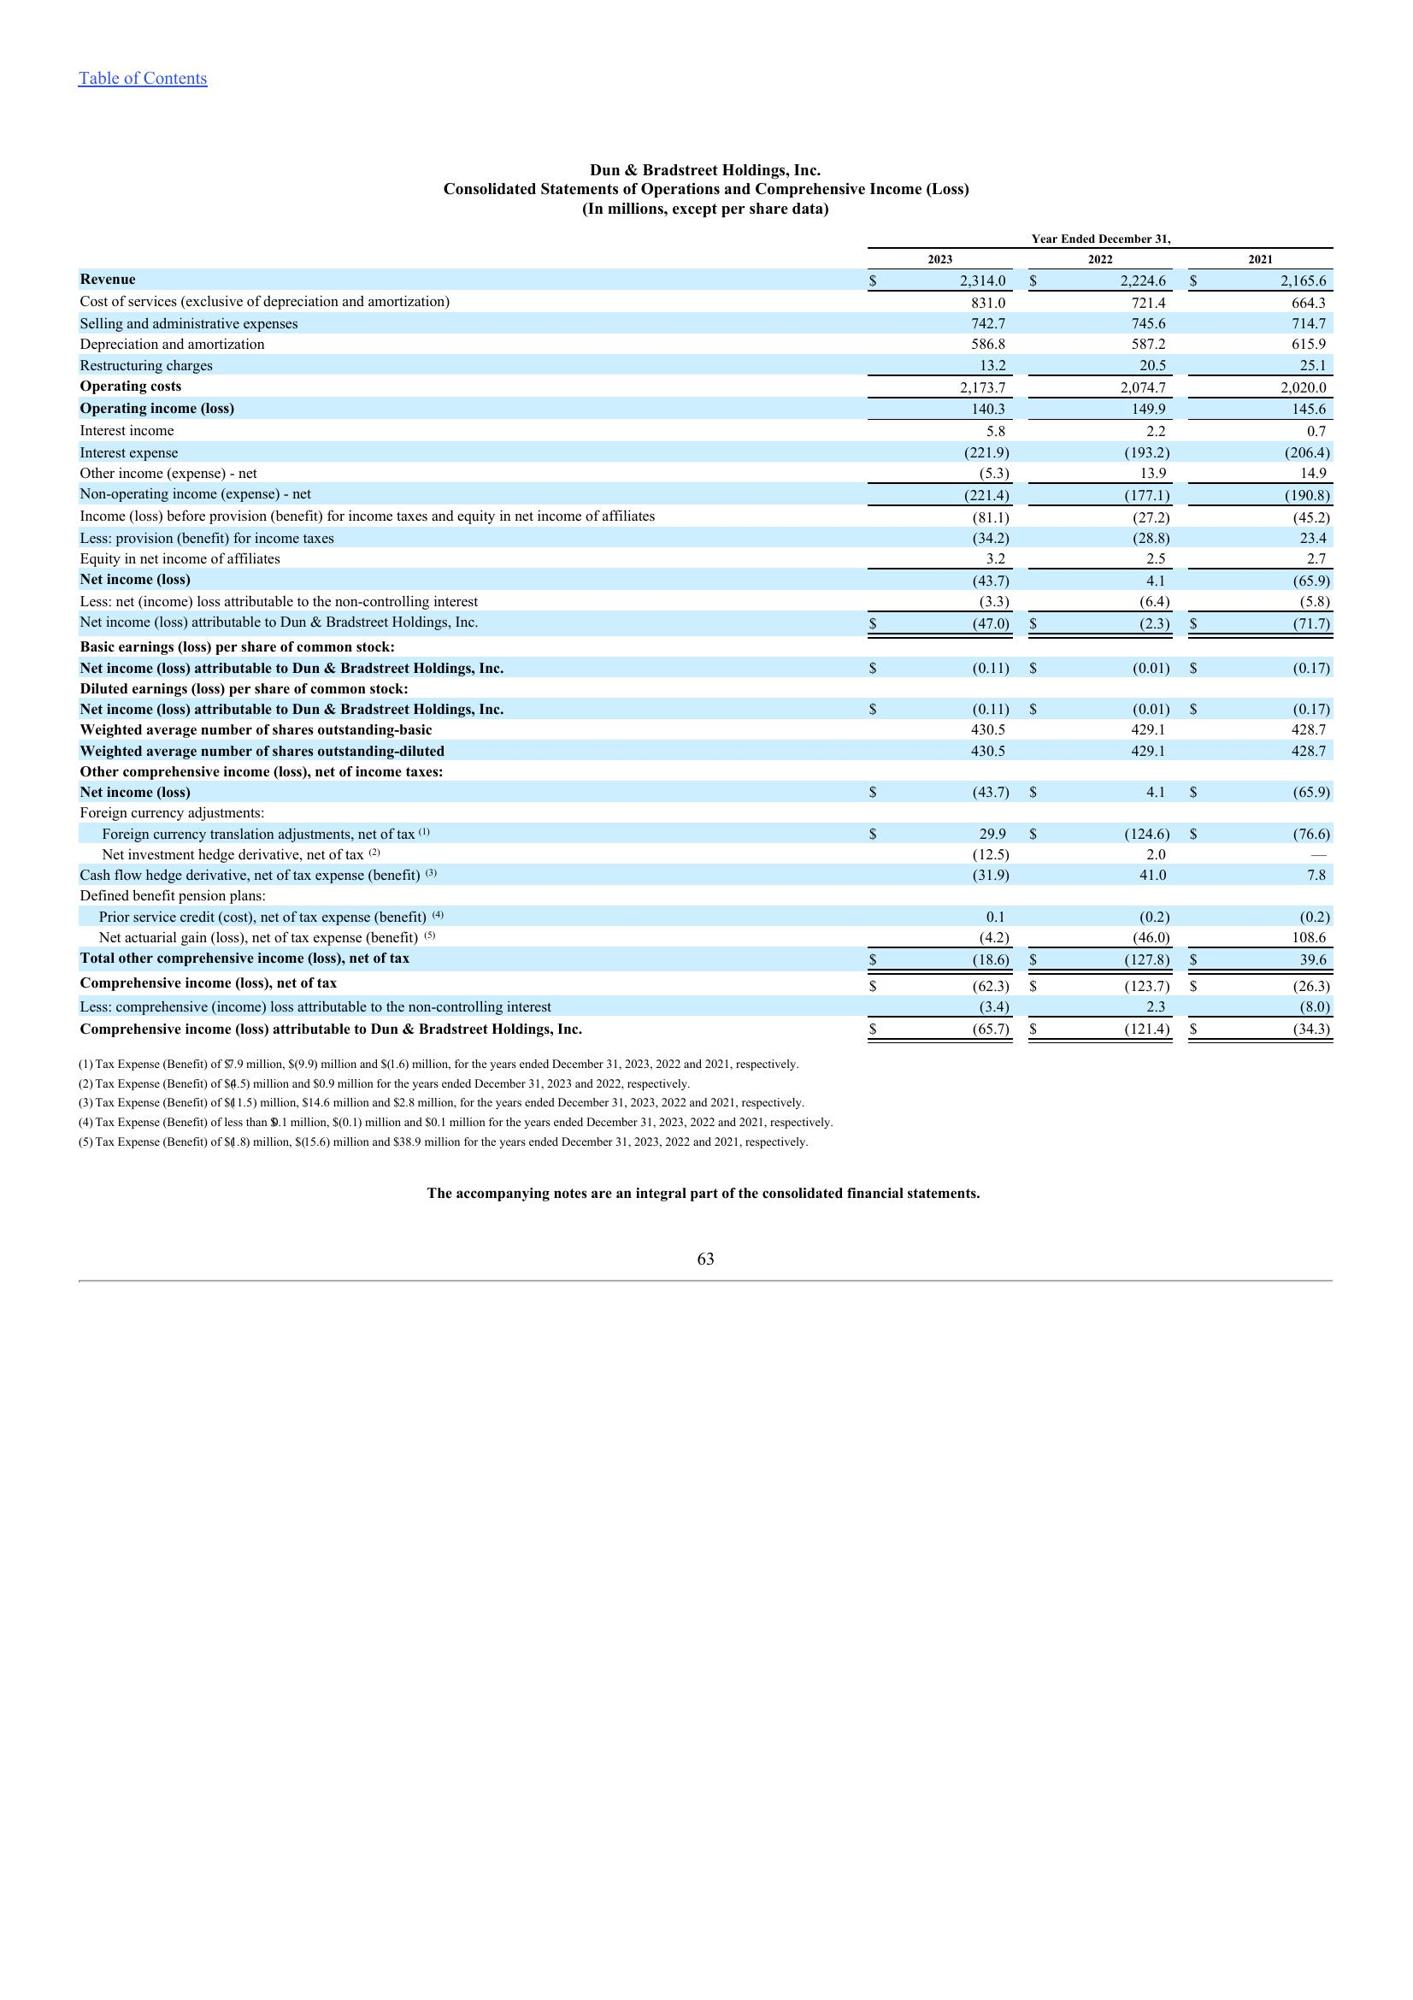 Table of Contents
Dun & Bradstreet Holdings, Inc.
Consolidated Statements of Operations and Comprehensive Income (Loss)
(In millions, except per share data)
Year Ended December 31,
2023 2022 2021
Revenue $ 2,314.0 $ 2,224.6 $ 2,165.6
Cost of services (exclusive of depreciation and amortization) 831.0 721.4 664.3
Selling and administrative expenses 742.7 745.6 714.7
Depreciation and amortization 586.8 587.2 615.9
Restructuring charges 13.2 20.5 25.1
Operating costs 2,173.7 2,074.7 2,020.0
Operating income (loss) 140.3 149.9 145.6
Interest income 5.8 2.2 0.7
Interest expense (221.9) (193.2) (206.4)
Other income (expense) - net (5.3) 13.9 14.9
Non-operating income (expense) - net (221.4) (177.1) (190.8)
Income (loss) before provision (benefit) for income taxes and equity in net income of affiliates (81.1) (27.2) (45.2)
Less: provision (benefit) for income taxes (34.2) (28.8) 23.4
Equity in net income of affiliates 3.2 2.5 2.7
Net income (loss) (43.7) 4.1 (65.9)
Less: net (income) loss attributable to the non-controlling interest (3.3) (6.4) (5.8)
Net income (loss) attributable to Dun & Bradstreet Holdings, Inc. $ (47.0) $ (2.3) $ (71.7)
Basic earnings (loss) per share of common stock:
Net income (loss) attributable to Dun & Bradstreet Holdings, Inc. $ (0.11) $ (0.01) $ (0.17)
Diluted earnings (loss) per share of common stock:
Net income (loss) attributable to Dun & Bradstreet Holdings, Inc. $ (0.11) $ (0.01) $ (0.17)
Weighted average number of shares outstanding-basic 430.5 429.1 428.7
Weighted average number of shares outstanding-diluted 430.5 429.1 428.7
Other comprehensive income (loss), net of income taxes:
Net income (loss) $ (43.7) $ 4.1 $ (65.9)
Foreign currency adjustments:
Foreign currency translation adjustments, net of tax (1) $ 29.9 $ (124.6) $ (76.6)
Net investment hedge derivative, net of tax (2) (12.5) 2.0 —
Cash flow hedge derivative, net of tax expense (benefit) (3) (31.9) 41.0 7.8
Defined benefit pension plans:
Prior service credit (cost), net of tax expense (benefit) (4) 0.1 (0.2) (0.2)
Net actuarial gain (loss), net of tax expense (benefit) (5) (4.2) (46.0) 108.6
Total other comprehensive income (loss), net of tax $ (18.6) $ (127.8) $ 39.6
Comprehensive income (loss), net of tax $ (62.3) $ (123.7) $ (26.3)
Less: comprehensive (income) loss attributable to the non-controlling interest (3.4) 2.3 (8.0)
Comprehensive income (loss) attributable to Dun & Bradstreet Holdings, Inc. $ (65.7) $ (121.4) $ (34.3)
(1) Tax Expense (Benefit) of $7.9 million, $(9.9) million and $(1.6) million, for the years ended December 31, 2023, 2022 and 2021, respectively.
(2) Tax Expense (Benefit) of $(4.5) million and $0.9 million for the years ended December 31, 2023 and 2022, respectively.
(3) Tax Expense (Benefit) of $(11.5) million, $14.6 million and $2.8 million, for the years ended December 31, 2023, 2022 and 2021, respectively.
(4) Tax Expense (Benefit) of less than $0.1 million, $(0.1) million and $0.1 million for the years ended December 31, 2023, 2022 and 2021, respectively.
(5) Tax Expense (Benefit) of $(1.8) million, $(15.6) million and $38.9 million for the years ended December 31, 2023, 2022 and 2021, respectively.
The accompanying notes are an integral part of the consolidated financial statements.
63